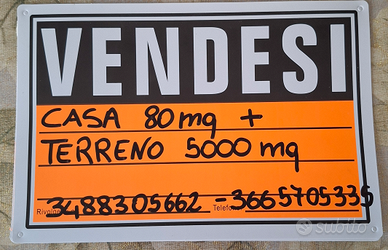 VENDESI
CASA 80mq +
TERRENO 5000 mq
3488305662 - 3665705335
subito